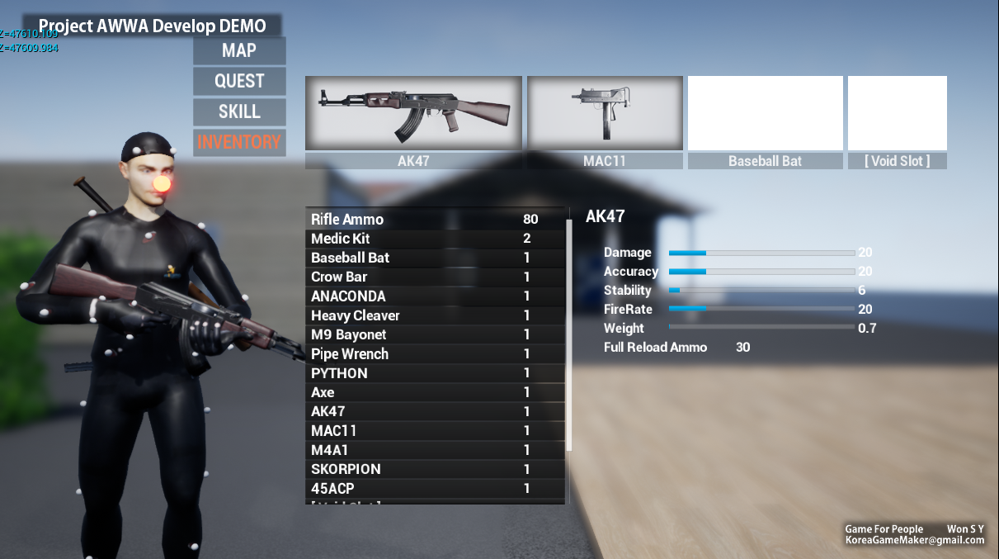 Project AWWA Develop DEMO
Z=47610.109
Z=47609.984
MAP
QUEST
SKILL
INVENTORY
AK47
MAC11
Baseball Bat
[ Void Slot ]
Rifle Ammo 80
Medic Kit 2
Baseball Bat 1
Crow Bar 1
ANACONDA 1
Heavy Cleaver 1
M9 Bayonet 1
Pipe Wrench 1
PYTHON 1
Axe 1
AK47 1
MAC11 1
M4A1 1
SKORPION 1
45ACP 1
AK47
Damage 20
Accuracy 20
Stability 6
FireRate 20
Weight 0.7
Full Reload Ammo 30
Game For People Won S Y
KoreaGameMaker@gmail.com